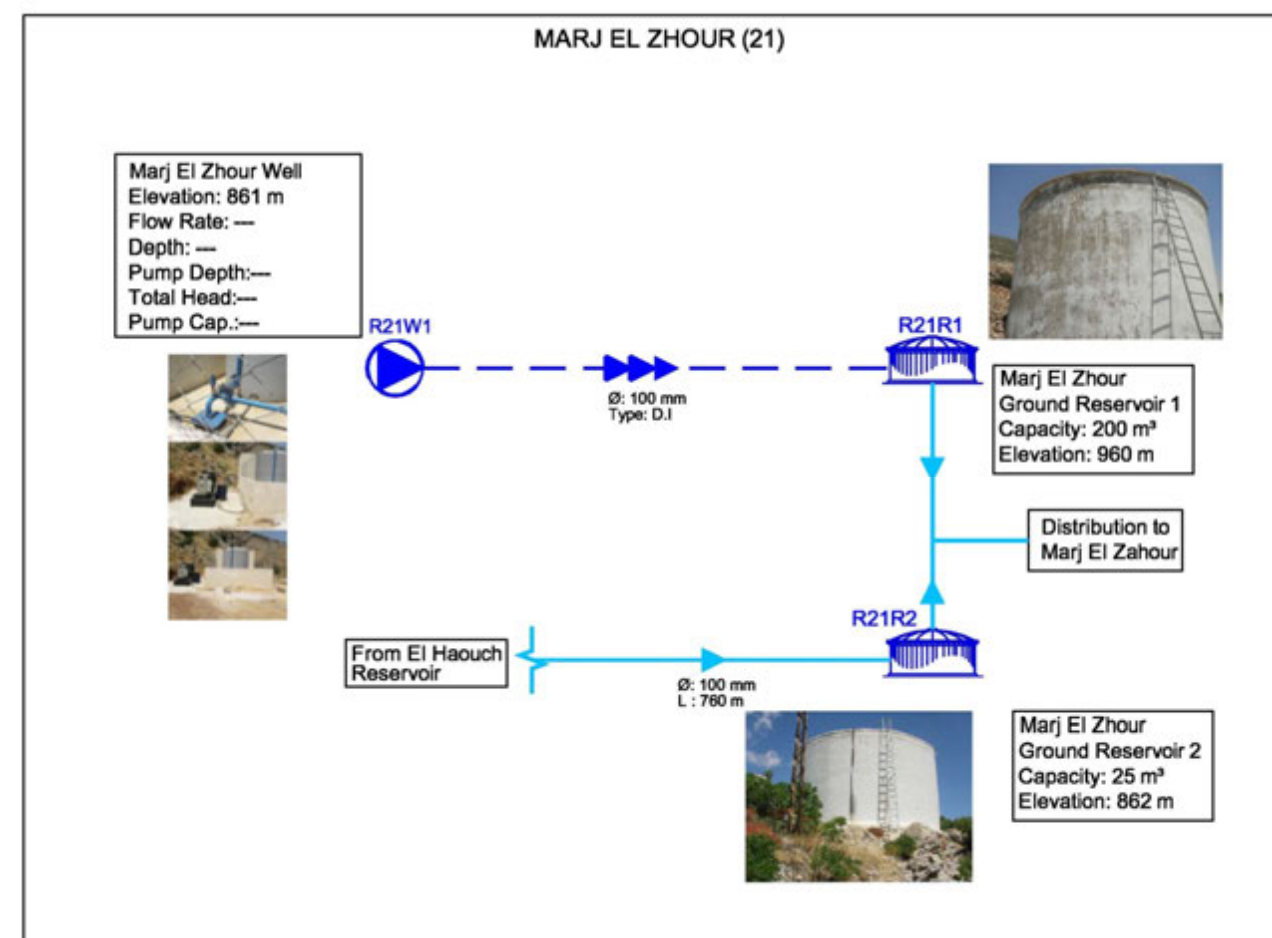 MARJ EL ZHOUR (21)
Marj El Zhour Well
Elevation: 861 m
Flow Rate: ---
Depth: ---
Pump Depth:---
Total Head:---
Pump Cap.:---
R21W1
Ø: 100 mm
Type: D.I
R21R1
Marj El Zhour
Ground Reservoir 1
Capacity: 200 m³
Elevation: 960 m
Distribution to
Marj El Zahour
R21R2
From El Haouch
Reservoir
Ø: 100 mm
L : 760 m
Marj El Zhour
Ground Reservoir 2
Capacity: 25 m³
Elevation: 862 m